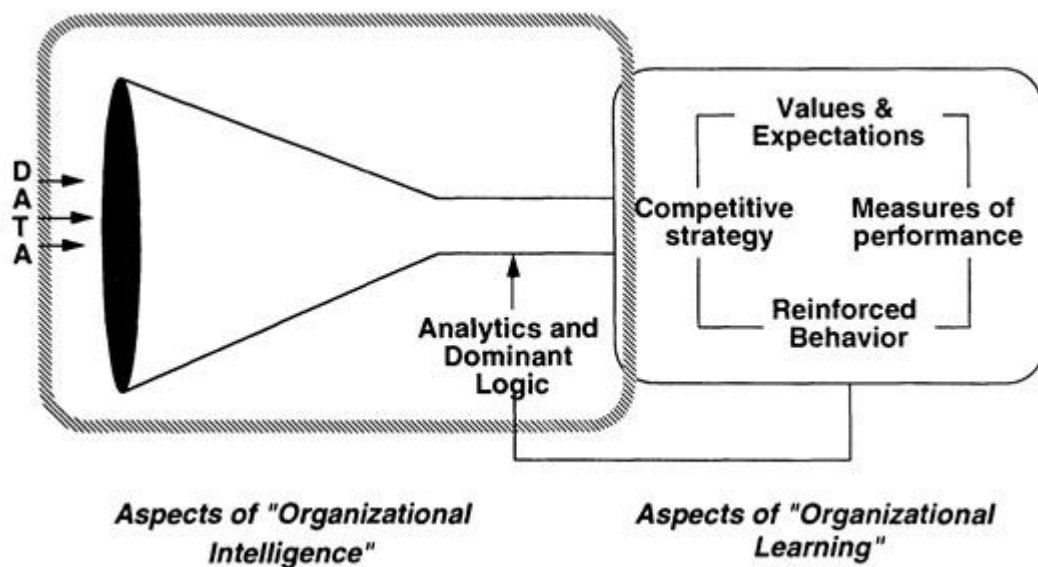 DATA
Values &
Expectations
Competitive
strategy
Measures of
performance
Reinforced
Behavior
Analytics and
Dominant
Logic
Aspects of "Organizational
Intelligence"
Aspects of "Organizational
Learning"